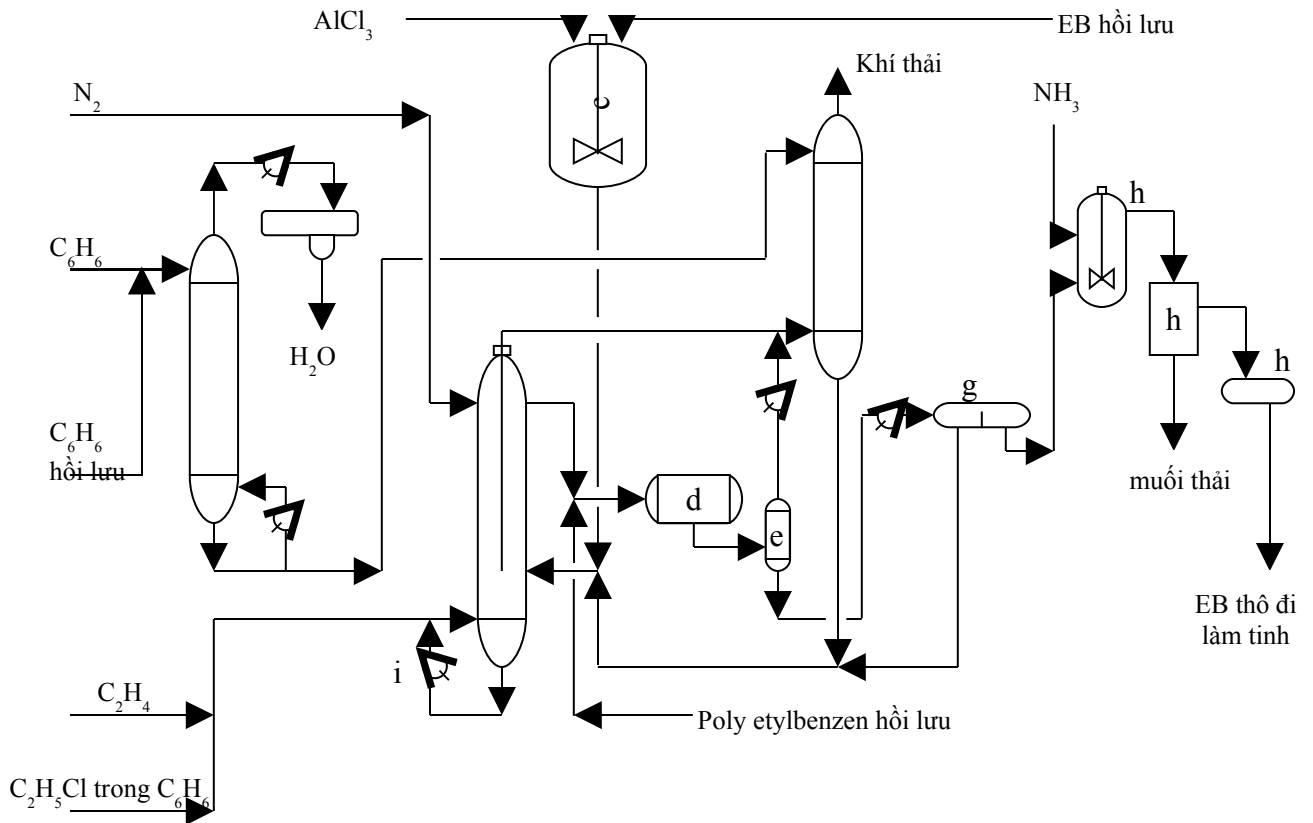 AlCl₃
EB hồi lưu
Khí thải
N₂
NH₃
c
h
C₆H₆
h
H₂O
h
g
C₆H₆
hồi lưu
muối thải
d
e
EB thô đi
làm tinh
i
C₂H₄
Poly etylbenzen hồi lưu
C₂H₅Cl trong C₆H₆